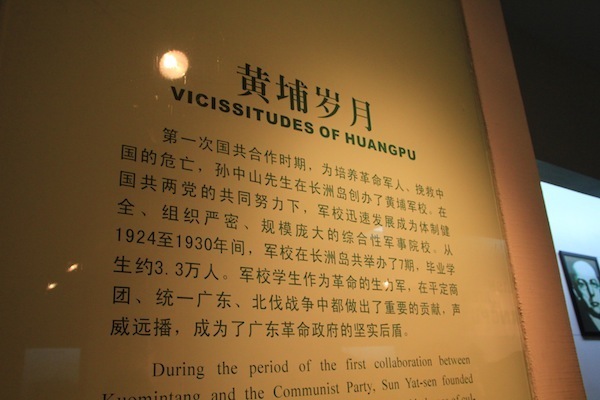 黄埔岁月
VICISSITUDES OF HUANGPU
第一次国共合作时期，为培养革命军人、挽救中
国的危亡，孙中山先生在长洲岛创办了黄埔军校。在
国共两党的共同努力下，军校迅速发展成为体制健
全、组织严密、规模庞大的综合性军事院校。从
1924至1930年间，军校在长洲岛共举办了7期，毕业学
生约3.3万人。军校学生作为革命的生力军，在平定商
团、统一广东、北伐战争中都做出了重要的贡献，声
威远播，成为了广东革命政府的坚实后盾。
During the period of the first collaboration between
Kuomintang and the Communist Party, Sun Yat-sen founded